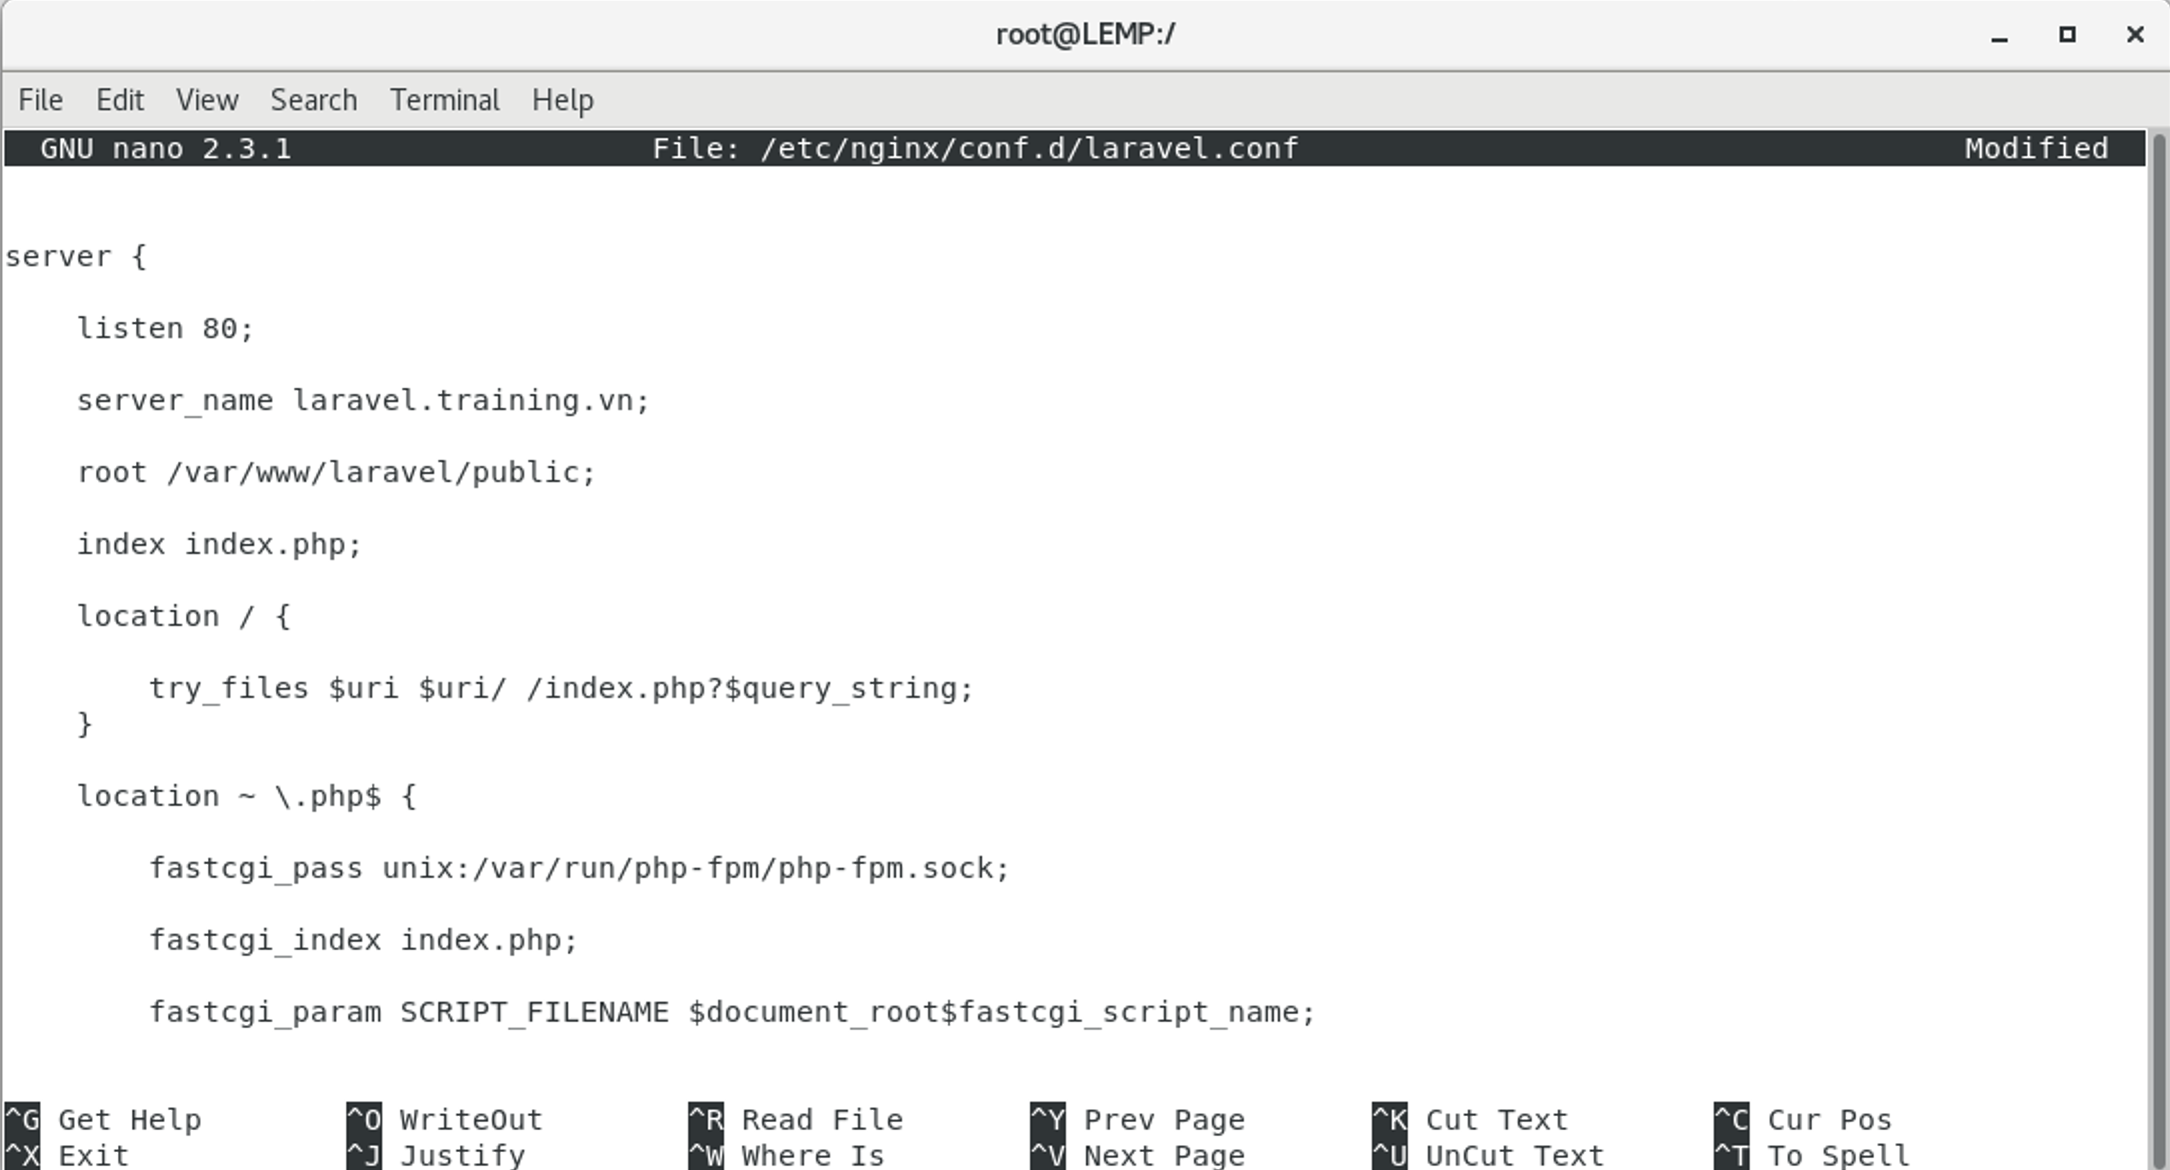 root@LEMP:/
File Edit View Search Terminal Help
GNU nano 2.3.1 File: /etc/nginx/conf.d/laravel.conf Modified
server {
listen 80;
server_name laravel.training.vn;
root /var/www/laravel/public;
index index.php;
location / {
try_files $uri $uri/ /index.php?$query_string;
}
location ~ \.php$ {
fastcgi_pass unix:/var/run/php-fpm/php-fpm.sock;
fastcgi_index index.php;
fastcgi_param SCRIPT_FILENAME $document_root$fastcgi_script_name;
^G Get Help ^O WriteOut ^R Read File ^Y Prev Page ^K Cut Text ^C Cur Pos
^X Exit ^J Justify ^W Where Is ^V Next Page ^U UnCut Text ^T To Spell